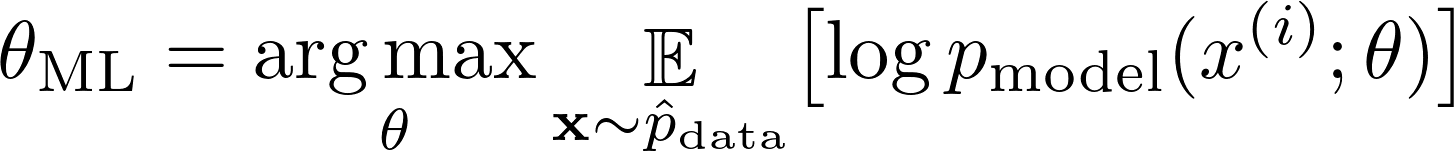 θ_ML = arg max_θ 𝔼_{𝐱∼p̂_data} [log p_model(x^{(i)}; θ)]